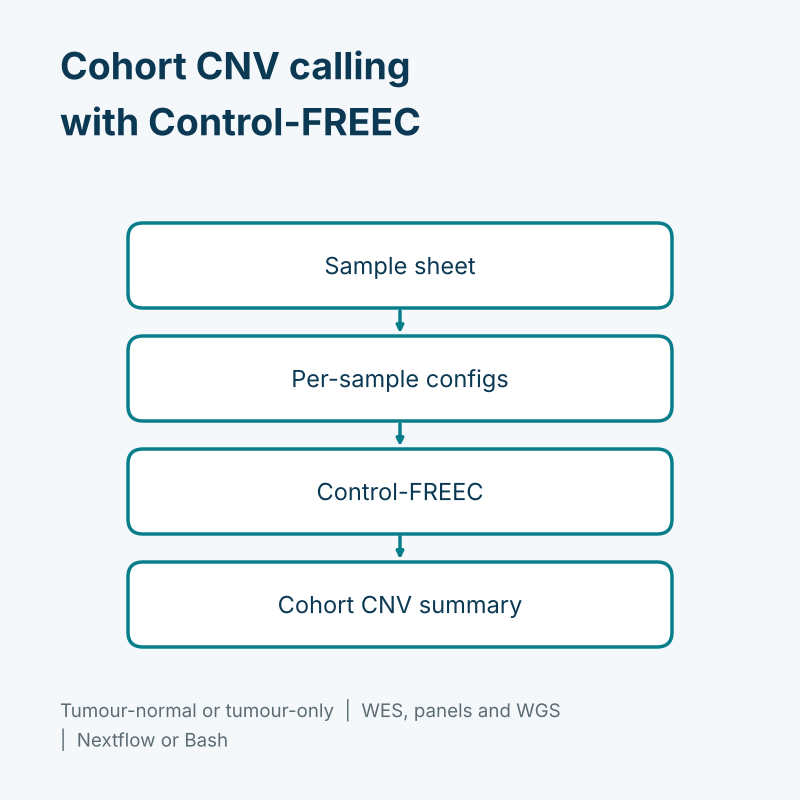 Cohort CNV calling
with Control-FREEC
Sample sheet
Per-sample configs
Control-FREEC
Cohort CNV summary
Tumour-normal or tumour-only | WES, panels and WGS
| Nextflow or Bash